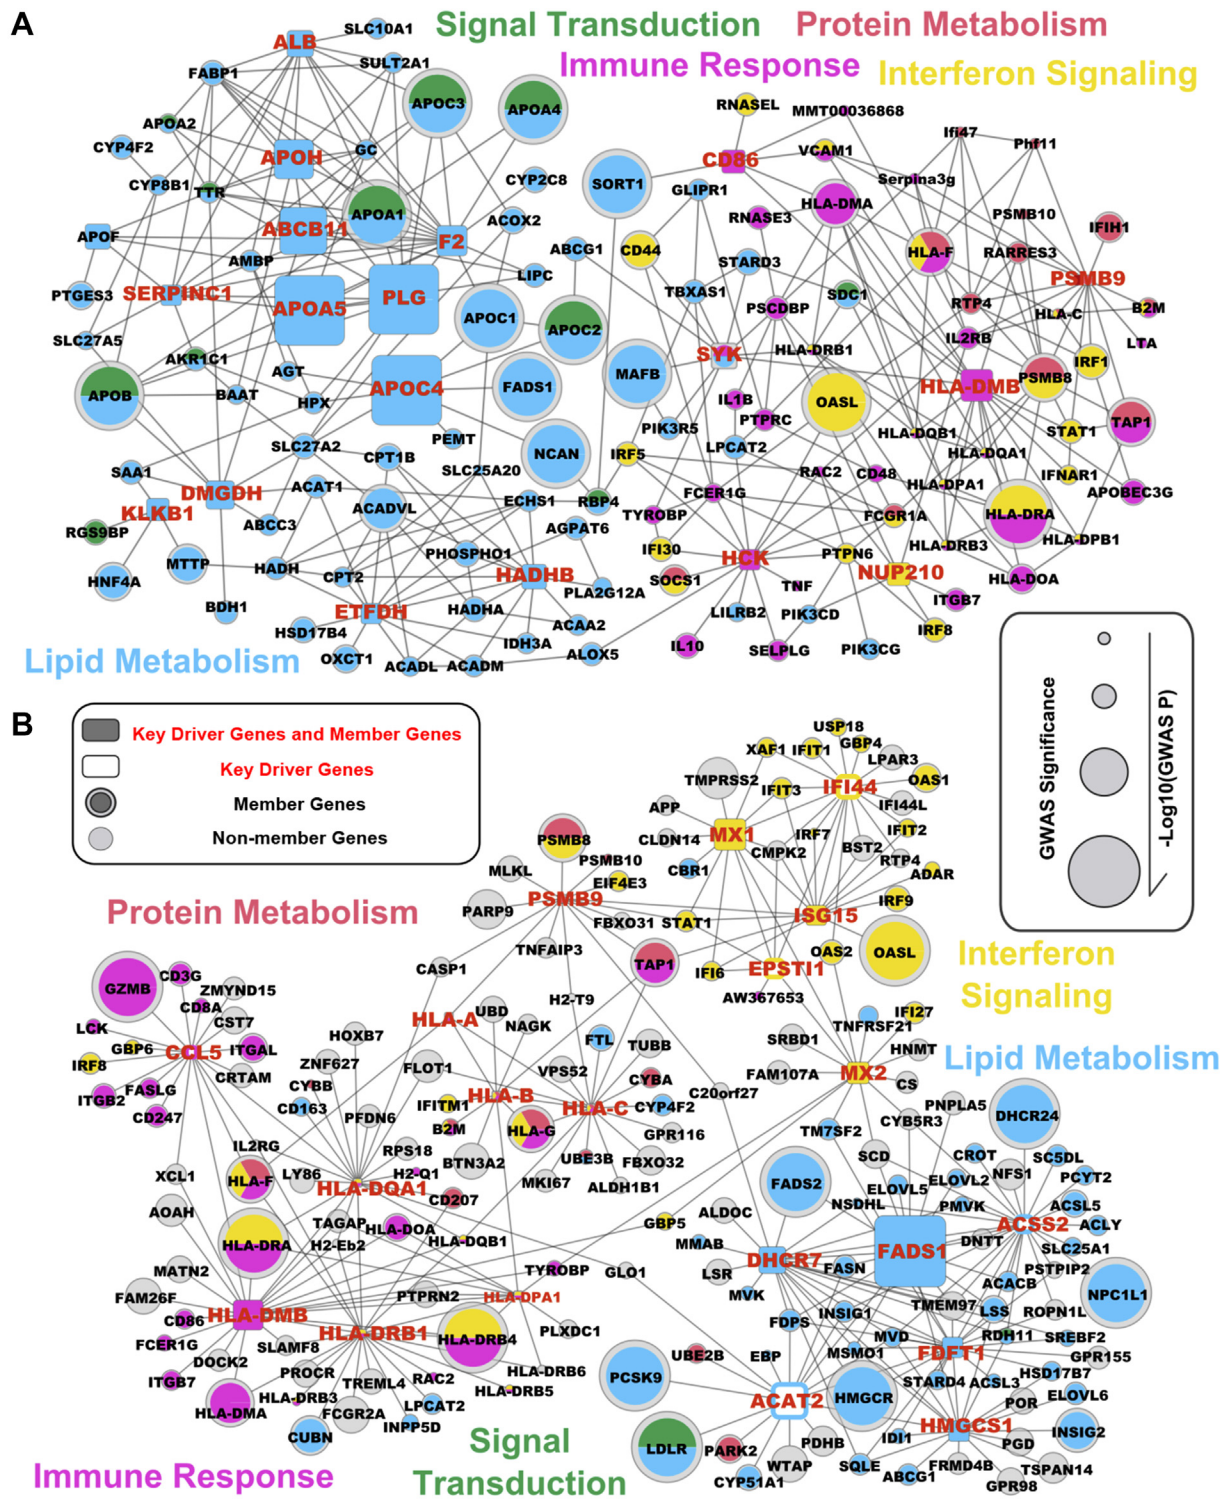 A
Signal Transduction
Protein Metabolism
Immune Response
Interferon Signaling
ALB
SLC10A1
FABP1
SULT2A1
APOC3
APOA4
APOA2
CYP4F2
APOH
GC
CYP8B1
TTR
CYP2C8
APOA1
ABCB11
ACOX2
APOF
F2
AMBP
ABCG1
LIPC
PTGES3
SERPINC1
APOA5
PLG
APOC1
APOC2
SLC27A5
AKR1C1
AGT
APOB
BAAT
HPX
APOC4
FADS1
PEMT
SLC27A2
CPT1B
SLC25A20
NCAN
SAA1
DMGDH
ACAT1
ACADVL
ECHS1
RBP4
KLKB1
ABCC3
AGPAT6
RGS9BP
MTTP
HADH
PHOSPHO1
CPT2
HADHB
HNF4A
PLA2G12A
BDH1
ETFDH
HADHA
ACAA2
HSD17B4
IDH3A
OXCT1
ACADL
ACADM
ALOX5
Lipid Metabolism
RNASEL
MMT00036868
Ifi47
Phf11
CD86
VCAM1
SORT1
GLIPR1
HLA-DMA
Serpina3g
RNASE3
PSMB10
IFIH1
CD44
HLA-F
RARRES3
STARD3
TBXAS1
SDC1
PSMB9
PSCDBP
RTP4
HLA-C
B2M
IL2RB
LTA
SYK
HLA-DRB1
MAFB
HLA-DMB
PSMB8
IRF1
IL1B
OASL
PTPRC
TAP1
PIK3R5
HLA-DQB1
STAT1
LPCAT2
IRF5
HLA-DQA1
RAC2
CD48
IFNAR1
HLA-DPA1
APOBEC3G
FCER1G
TYROBP
FCGR1A
HLA-DRA
IFI30
HCK
PTPN6
HLA-DRB3
HLA-DPB1
SOCS1
NUP210
HLA-DOA
TNF
ITGB7
LILRB2
PIK3CD
IRF8
IL10
SELPLG
PIK3CG
GWAS Significance
-Log10(GWAS P)
B
Key Driver Genes and Member Genes
Key Driver Genes
Member Genes
Non-member Genes
Protein Metabolism
USP18
XAF1
IFIT1
GBP4
LPAR3
TMPRSS2
IFIT3
IFI44
OAS1
APP
IFI44L
CLDN14
MX1
IRF7
IFIT2
PSMB8
CMPK2
BST2
RTP4
PSMB10
CBR1
ADAR
MLKL
EIF4E3
PSMB9
IRF9
PARP9
FBXO31
STAT1
ISG15
TNFAIP3
OAS2
OASL
CASP1
TAP1
IFI6
EPSTI1
Interferon
Signaling
AW367653
GZMB
CD3G
ZMYND15
CD8A
CST7
H2-T9
LCK
HOXB7
HLA-A
UBD
NAGK
TNFRSF21
IFI27
GBP6
CCL5
ITGAL
FTL
TUBB
SRBD1
HNMT
Lipid Metabolism
IRF8
CRTAM
ZNF627
FLOT1
VPS52
FAM107A
MX2
CS
ITGB2
FASLG
CYBB
CYBA
C20orf27
CD247
CD163
PFDN6
IFITM1
HLA-B
HLA-C
CYP4F2
PNPLA5
DHCR24
B2M
HLA-G
GPR116
CYB5R3
TM7SF2
IL2RG
RPS18
BTN3A2
UBE3B
FBXO32
SCD
CROT
SC5DL
XCL1
HLA-F
LY86
H2-Q1
MKI67
ALDH1B1
FADS2
ELOVL5
ELOVL2
NFS1
PCYT2
HLA-DQA1
CD207
NSDHL
PMVK
ACSL5
AOAH
TAGAP
HLA-DOA
GBP5
ALDOC
ACSS2
ACLY
HLA-DRA
H2-Eb2
HLA-DQB1
MMAB
FADS1
DNTT
SLC25A1
DHCR7
FASN
MATN2
TYROBP
GLO1
LSR
PSTPIP2
ACACB
FAM26F
PTPRN2
HLA-DPA1
MVK
NPC1L1
CD86
HLA-DMB
INSIG1
TMEM97
LSS
ROPN1L
FDPS
FCER1G
SLAMF8
HLA-DRB1
HLA-DRB4
PLXDC1
MVD
RDH11
SREBF2
DOCK2
UBE2B
EBP
MSMO1
FDFT1
GPR155
ITGB7
PROCR
TREML4
RAC2
HLA-DRB6
HSD17B7
PCSK9
STARD4
ACSL3
HLA-DRB3
HLA-DRB5
HMGCR
ELOVL6
HLA-DMA
FCGR2A
LPCAT2
ACAT2
POR
INPP5D
HMGCS1
CUBN
IDI1
INSIG2
Signal
Transduction
LDLR
PARK2
PDHB
PGD
WTAP
SQLE
FRMD4B
TSPAN14
CYP51A1
ABCG1
GPR98
Immune Response